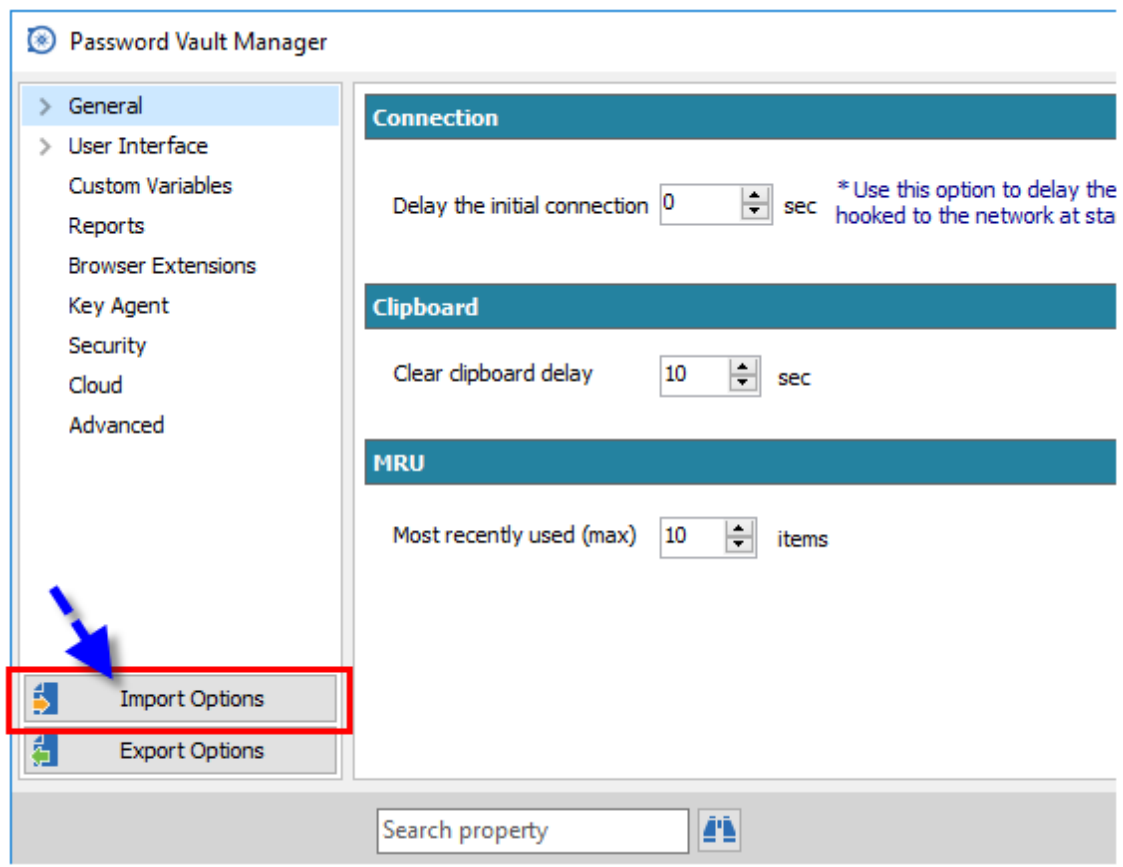 Password Vault Manager
General
User Interface
Custom Variables
Reports
Browser Extensions
Key Agent
Security
Cloud
Advanced
Import Options
Export Options
Connection
Delay the initial connection 0 sec
* Use this option to delay the
hooked to the network at sta
Clipboard
Clear clipboard delay 10 sec
MRU
Most recently used (max) 10 items
Search property